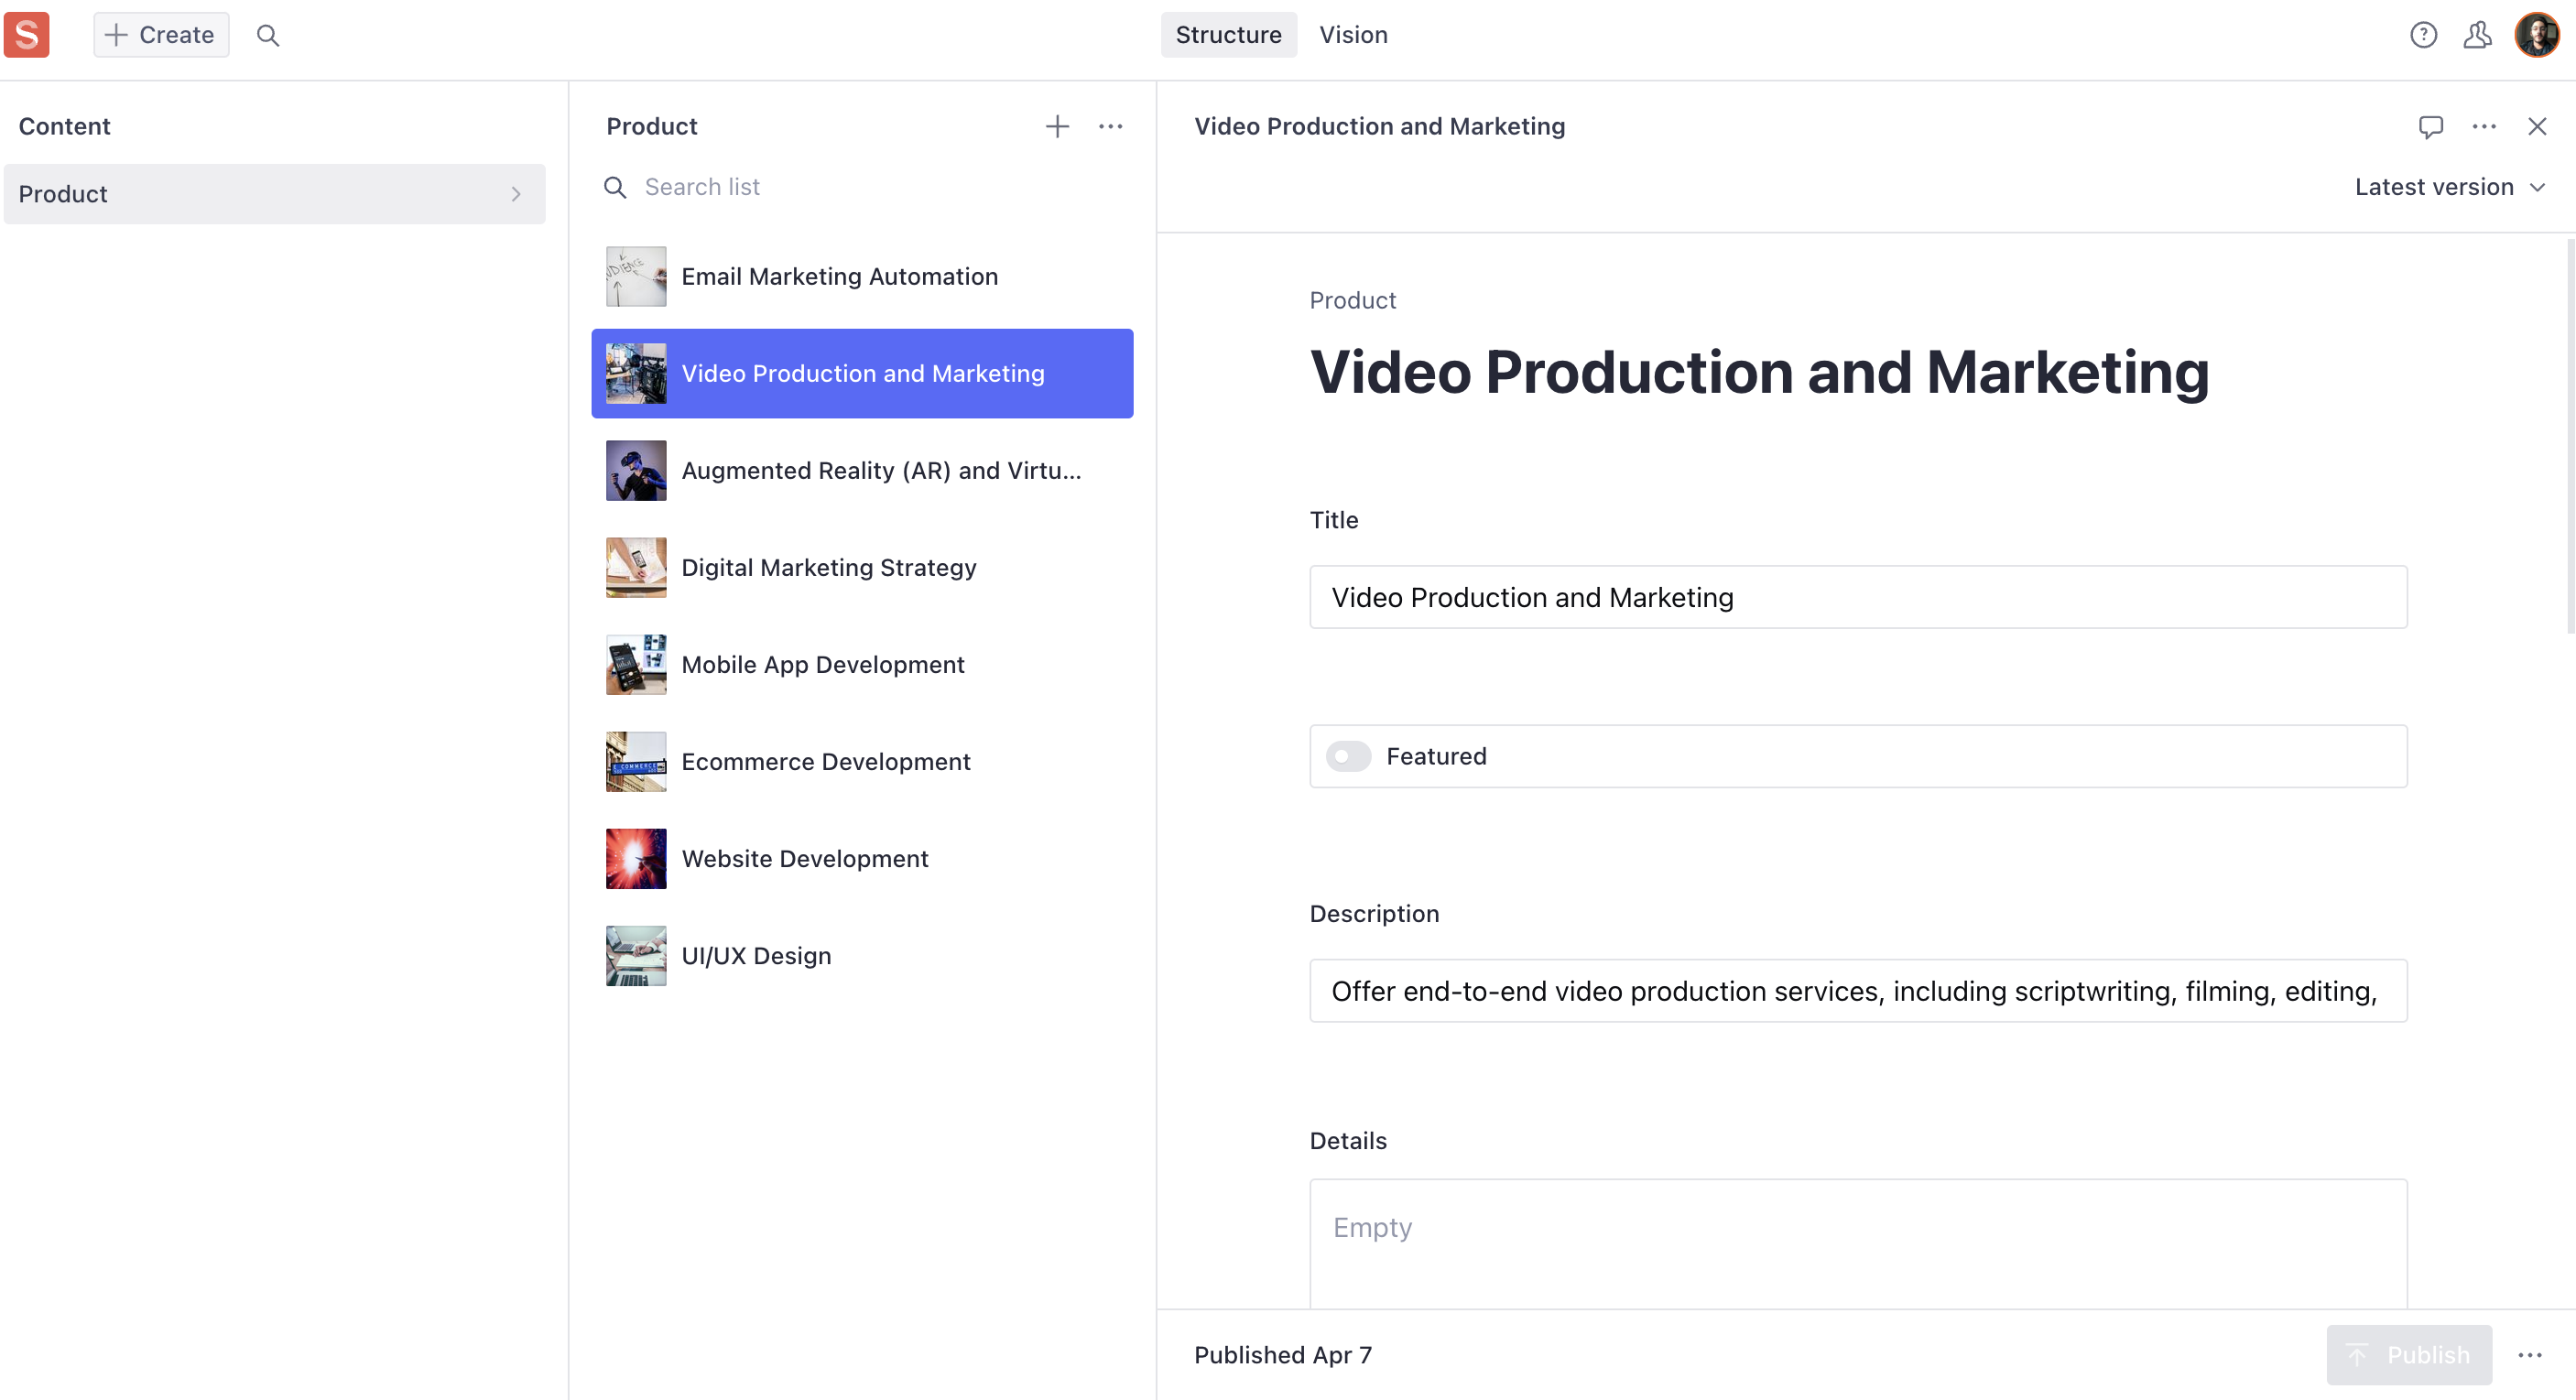 S
Create
Structure
Vision
Content
Product
Product
Search list
Email Marketing Automation
Video Production and Marketing
Augmented Reality (AR) and Virtu...
Digital Marketing Strategy
Mobile App Development
Ecommerce Development
Website Development
UI/UX Design
Video Production and Marketing
Latest version
Product
Video Production and Marketing
Title
Video Production and Marketing
Featured
Description
Offer end-to-end video production services, including scriptwriting, filming, editing,
Details
Empty
Published Apr 7
Publish